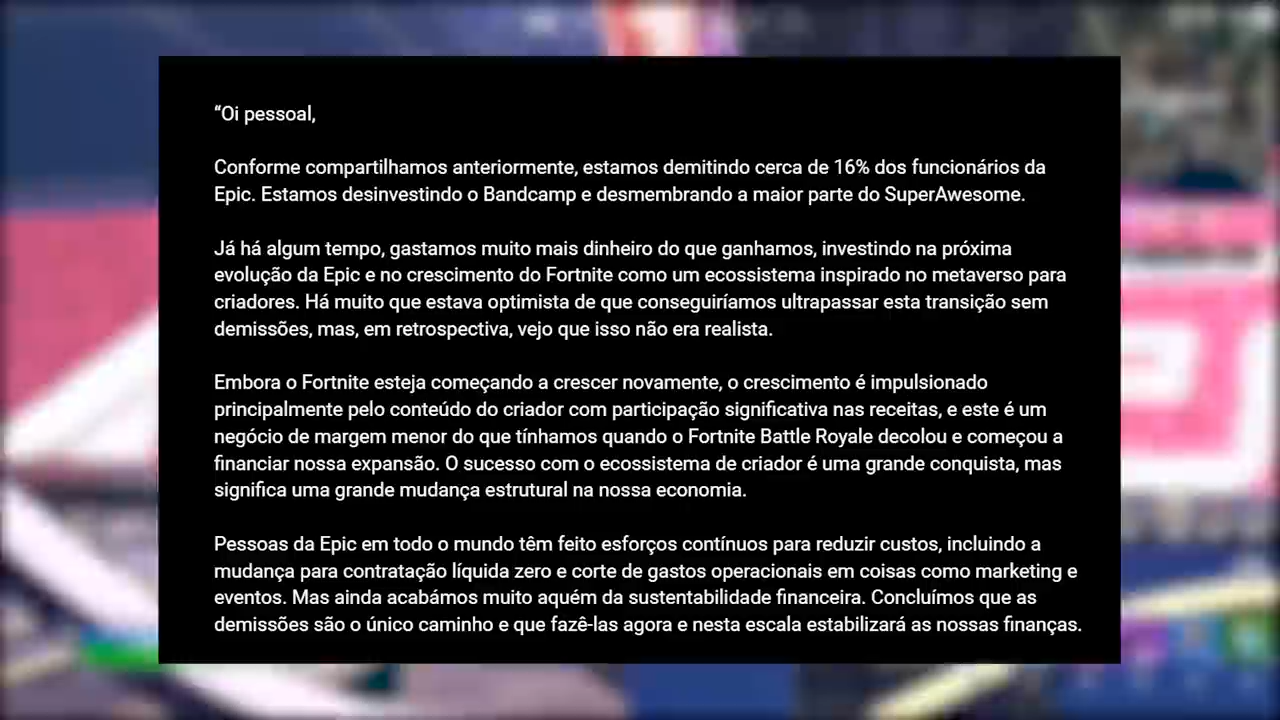 “Oi pessoal,
Conforme compartilhamos anteriormente, estamos demitindo cerca de 16% dos funcionários da
Epic. Estamos desinvestindo o Bandcamp e desmembrando a maior parte do SuperAwesome.
Já há algum tempo, gastamos muito mais dinheiro do que ganhamos, investindo na próxima
evolução da Epic e no crescimento do Fortnite como um ecossistema inspirado no metaverso para
criadores. Há muito que estava optimista de que conseguiríamos ultrapassar esta transição sem
demissões, mas, em retrospectiva, vejo que isso não era realista.
Embora o Fortnite esteja começando a crescer novamente, o crescimento é impulsionado
principalmente pelo conteúdo do criador com participação significativa nas receitas, e este é um
negócio de margem menor do que tínhamos quando o Fortnite Battle Royale decolou e começou a
financiar nossa expansão. O sucesso com o ecossistema de criador é uma grande conquista, mas
significa uma grande mudança estrutural na nossa economia.
Pessoas da Epic em todo o mundo têm feito esforços contínuos para reduzir custos, incluindo a
mudança para contratação líquida zero e corte de gastos operacionais em coisas como marketing e
eventos. Mas ainda acabámos muito aquém da sustentabilidade financeira. Concluímos que as
demissões são o único caminho e que fazê-las agora e nesta escala estabilizará as nossas finanças.